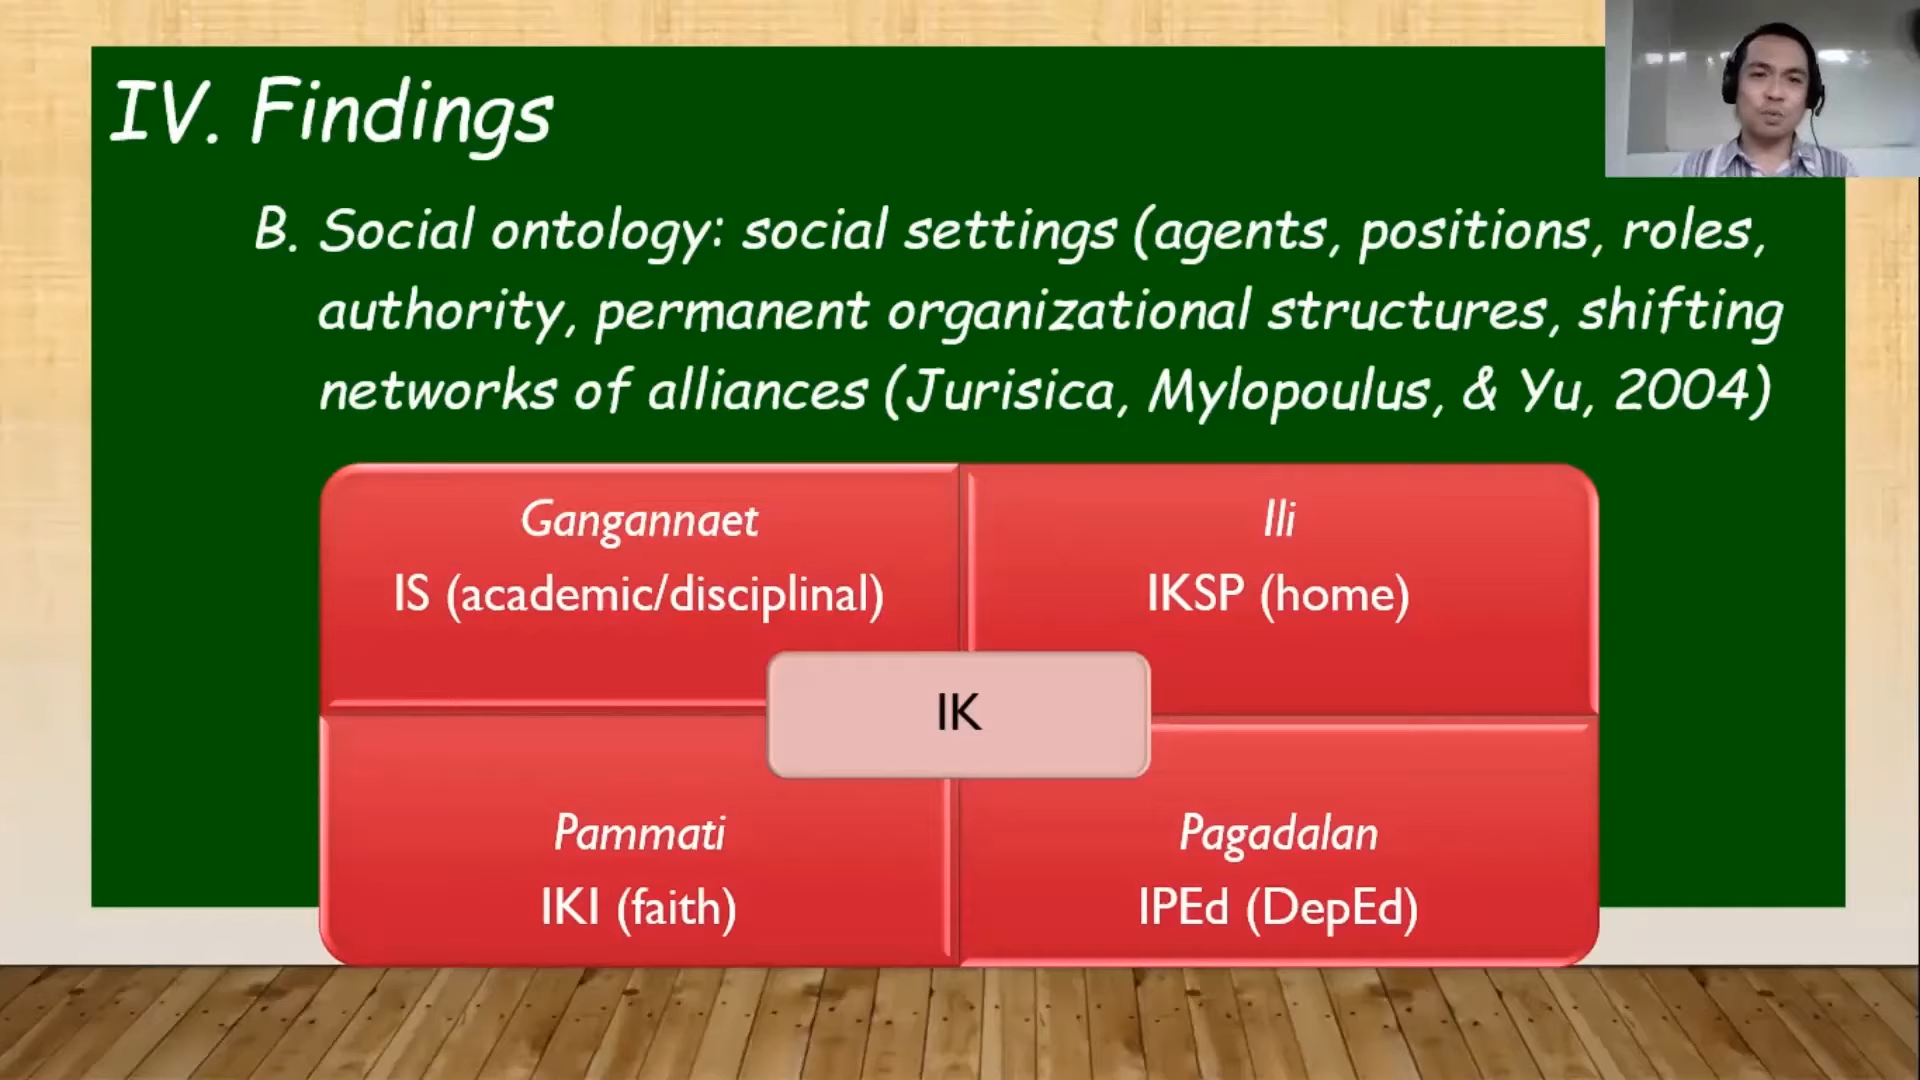 IV. Findings
B. Social ontology: social settings (agents, positions, roles,
authority, permanent organizational structures, shifting
networks of alliances (Jurisica, Mylopoulus, & Yu, 2004)
Gangannaet
IS (academic/disciplinal)
Ili
IKSP (home)
IK
Pammati
IKI (faith)
Pagadalan
IPEd (DepEd)